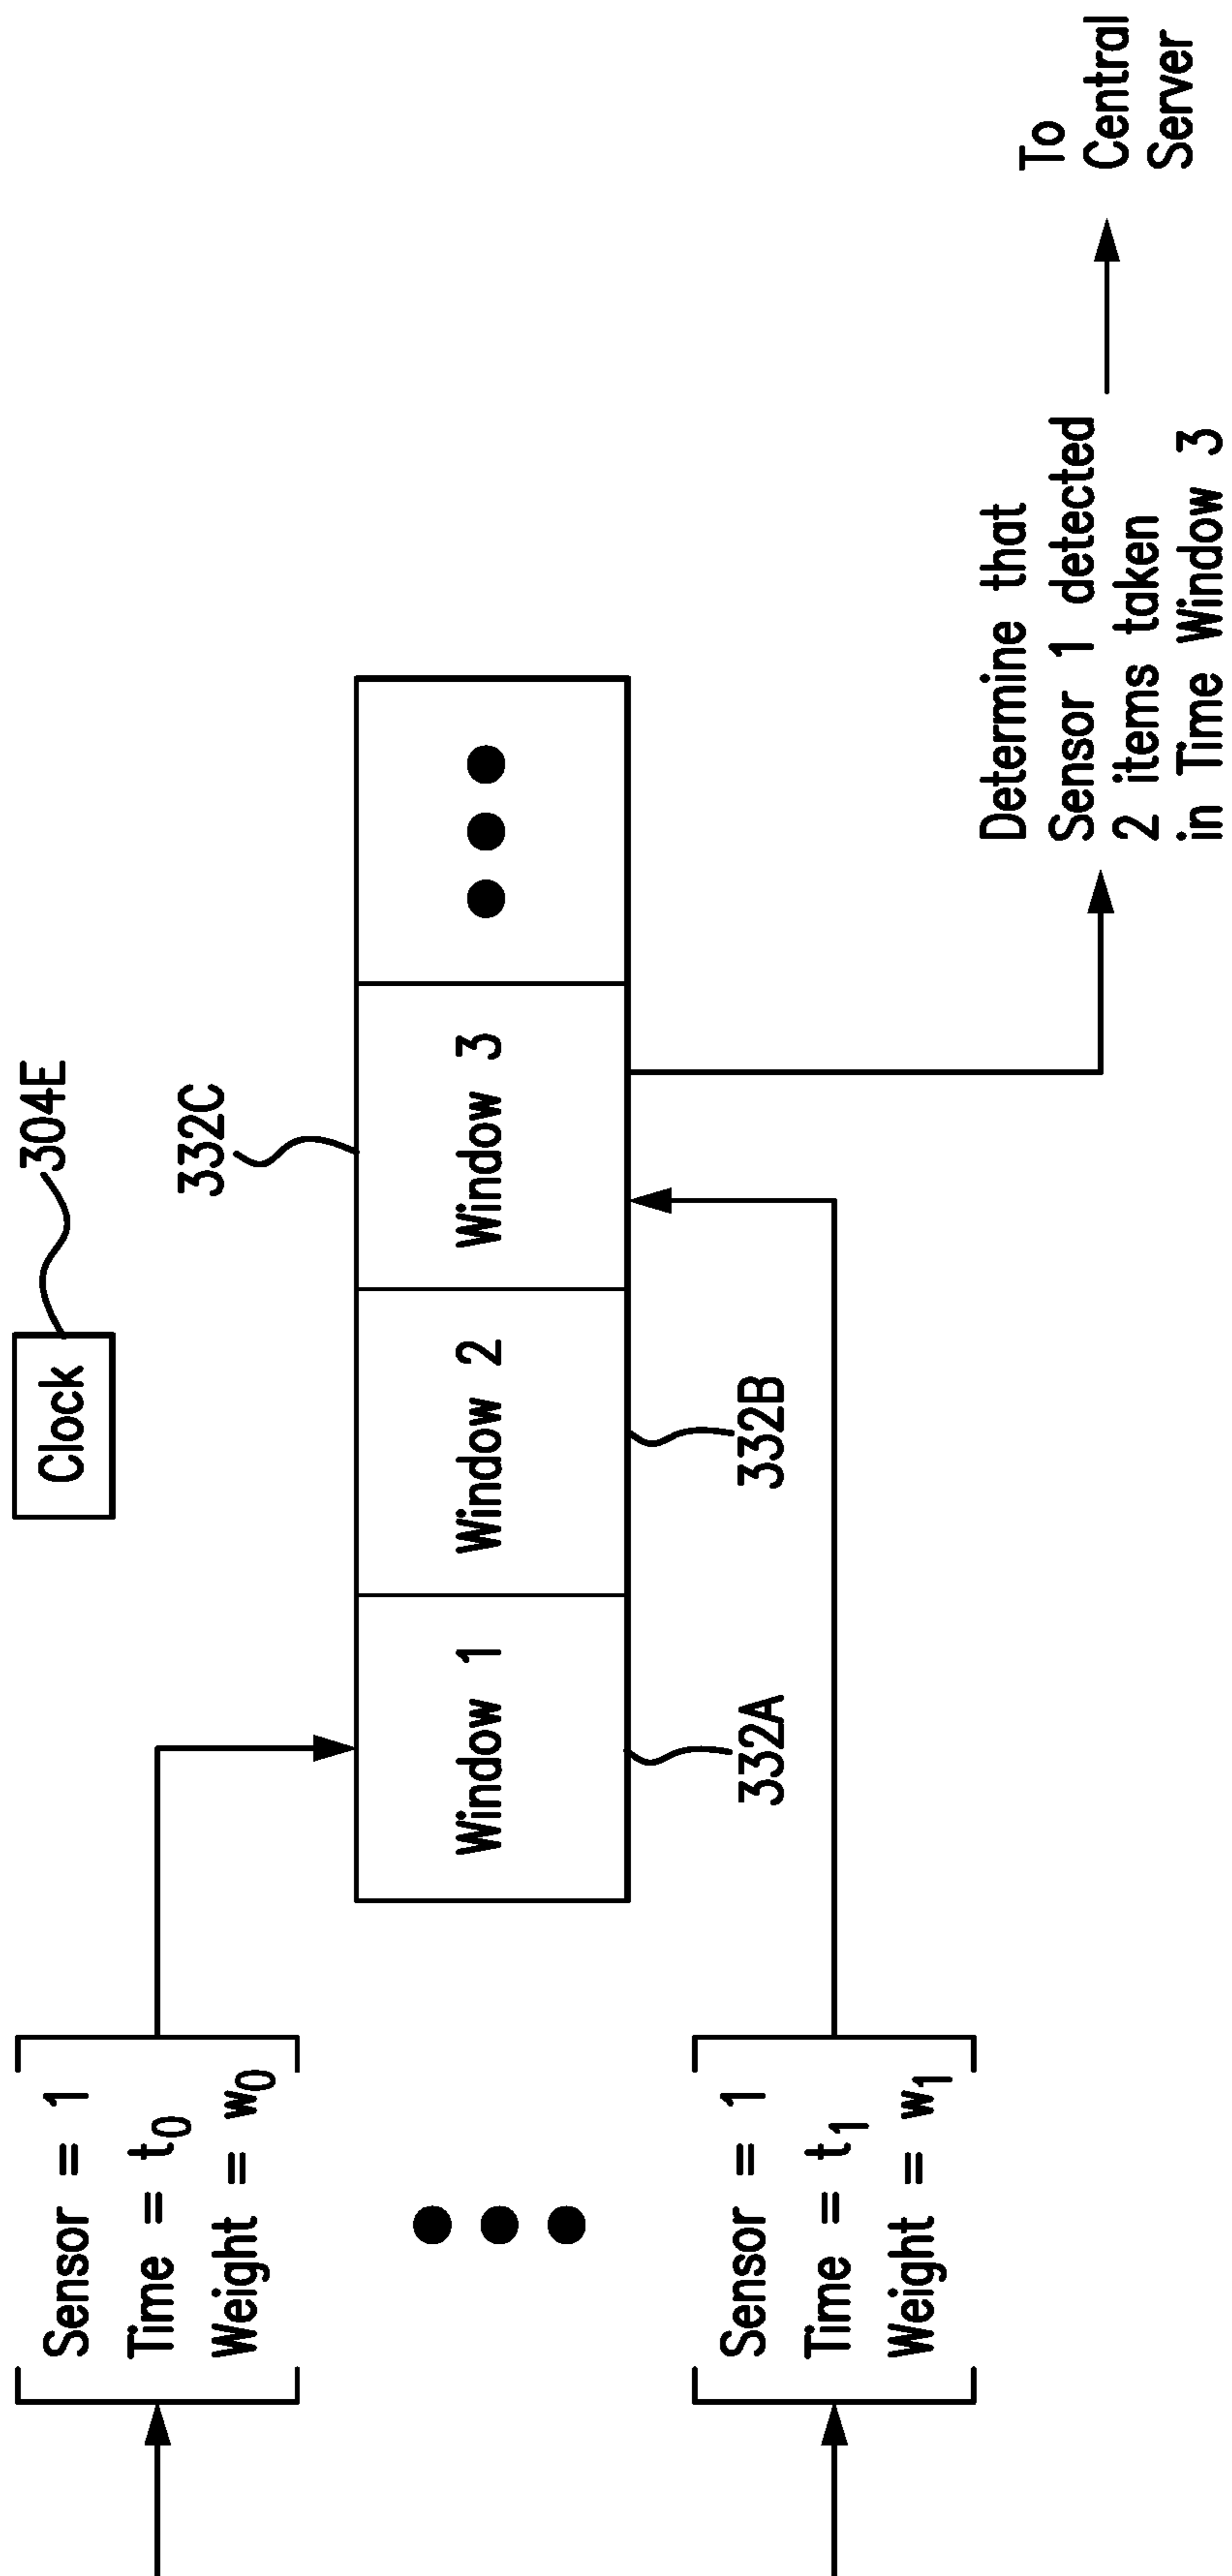 Sensor = 1
Time = t0
Weight = w0
Clock
304E
332C
Window 1
Window 2
Window 3
332A
332B
Sensor = 1
Time = t1
Weight = w1
Determine that
Sensor 1 detected
2 items taken
in Time Window 3
To
Central
Server